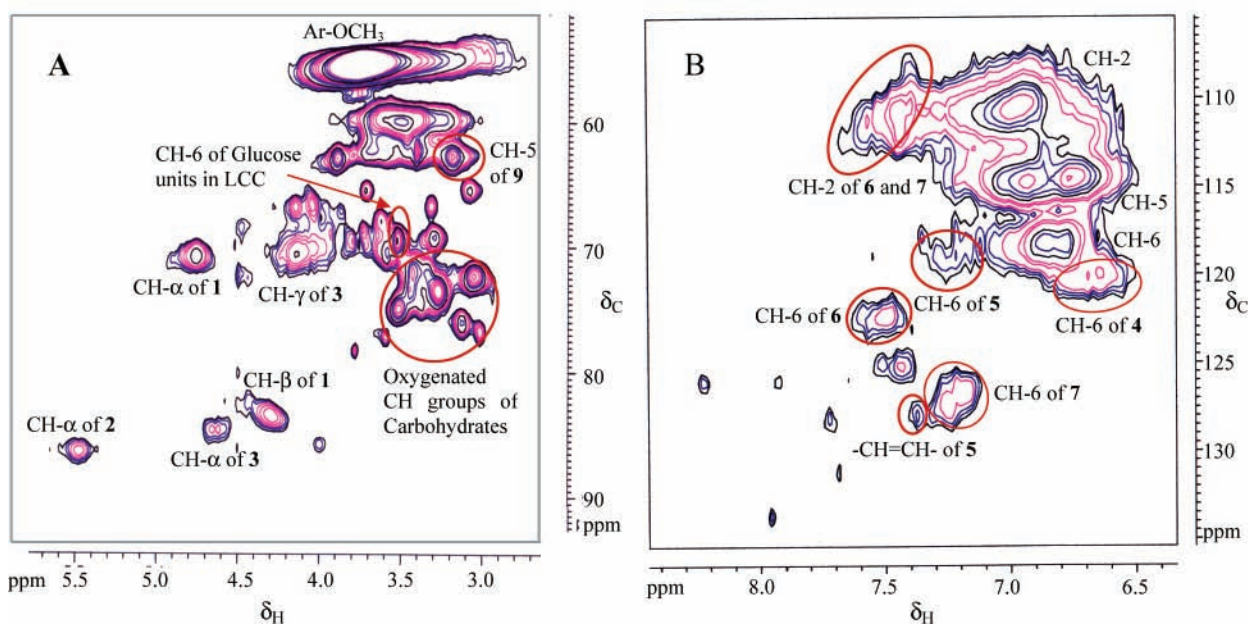 A
Ar-OCH₃
CH-6 of Glucose
units in LCC
CH-5
of 9
CH-α of 1
CH-γ of 3
CH-β of 1
CH-α of 2
CH-α of 3
Oxygenated
CH groups of
Carbohydrates
60
70
δC
80
90
ppm
ppm
5.5
5.0
4.5
4.0
3.5
3.0
δH
B
CH-2
CH-2 of 6 and 7
CH-5
CH-6
CH-6 of 5
CH-6 of 4
CH-6 of 6
CH-6 of 7
-CH=CH- of 5
110
115
120
δC
125
130
ppm
ppm
8.0
7.5
7.0
6.5
δH